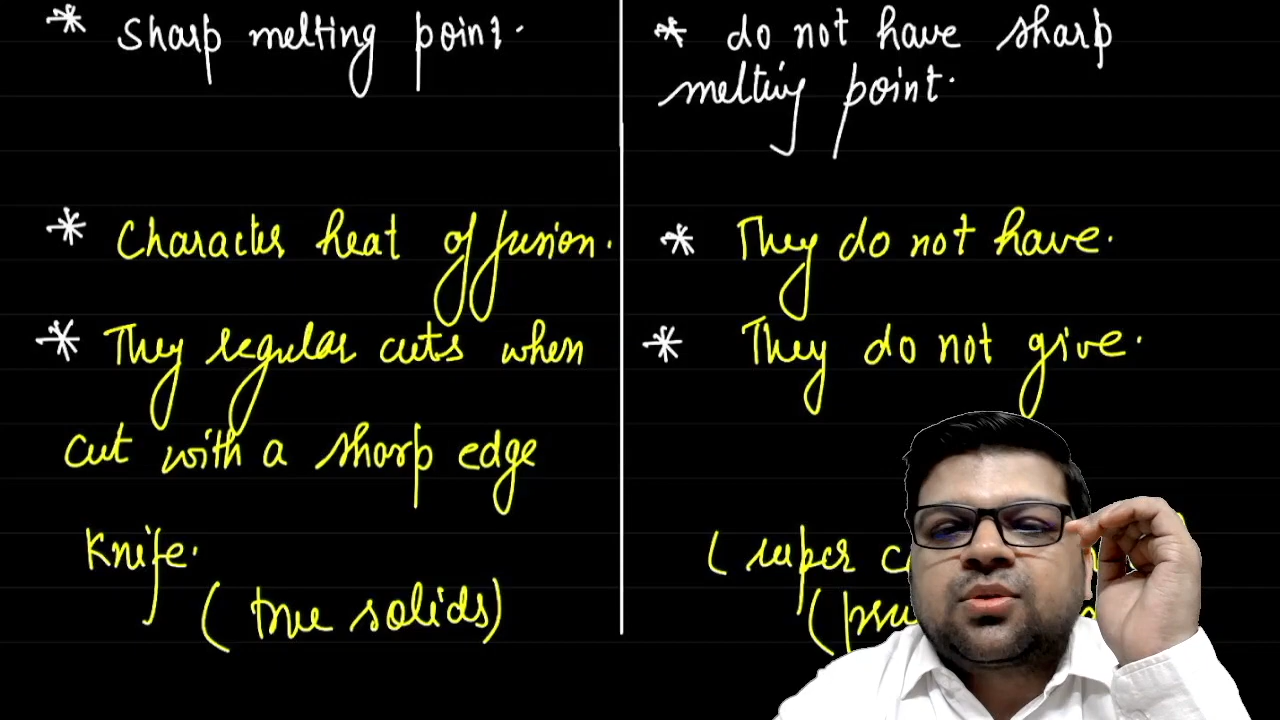 * Sharp melting point.
* Character heat of fusion.
* They regular cuts when
cut with a sharp edge
Knife.
(true solids)
* do not have sharp
melting point.
* They do not have.
* They do not give.
(super